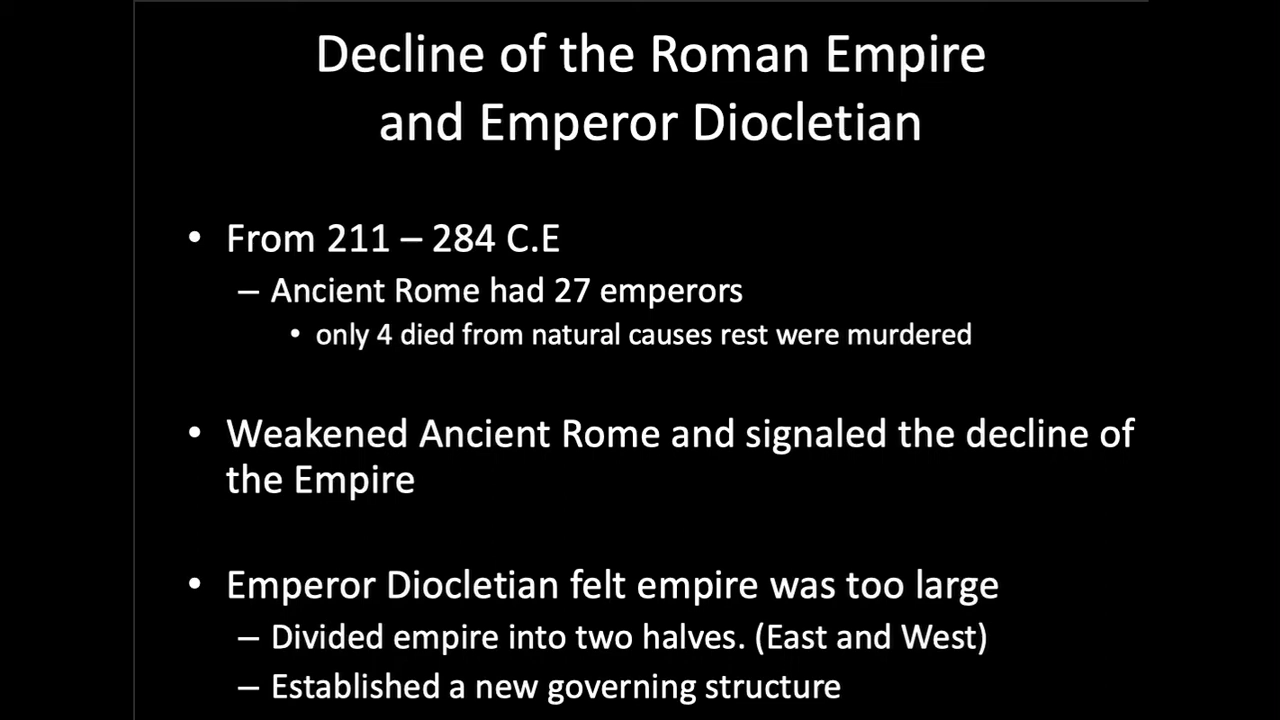 Decline of the Roman Empire
and Emperor Diocletian
• From 211 – 284 C.E
– Ancient Rome had 27 emperors
• only 4 died from natural causes rest were murdered
• Weakened Ancient Rome and signaled the decline of
the Empire
• Emperor Diocletian felt empire was too large
– Divided empire into two halves. (East and West)
– Established a new governing structure